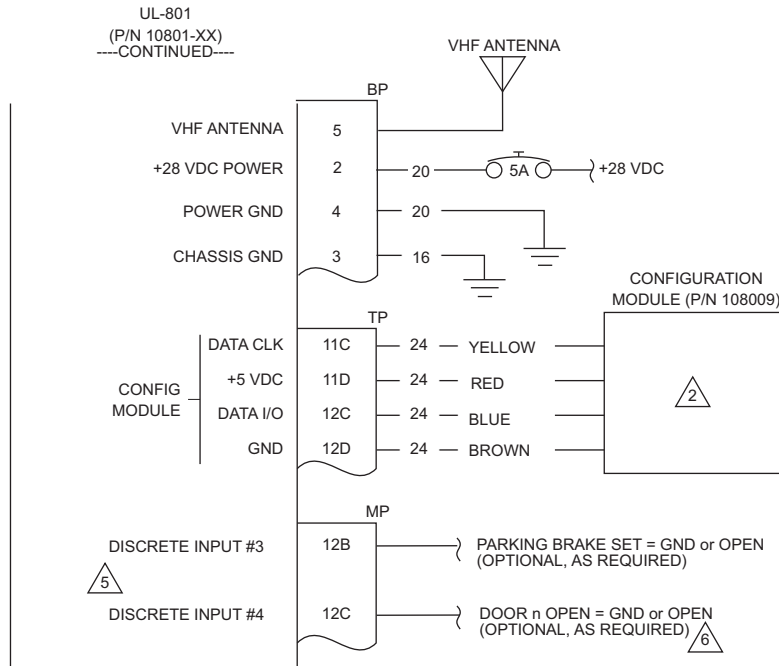 UL-801
(P/N 10801-XX)
----CONTINUED----
VHF ANTENNA
BP
VHF ANTENNA 5
+28 VDC POWER 2 20 5A +28 VDC
POWER GND 4 20
CHASSIS GND 3 16
CONFIGURATION
MODULE (P/N 108009)
TP
DATA CLK 11C 24 YELLOW
+5 VDC 11D 24 RED
CONFIG
MODULE
2
DATA I/O 12C 24 BLUE
GND 12D 24 BROWN
MP
DISCRETE INPUT #3 12B PARKING BRAKE SET = GND or OPEN
(OPTIONAL, AS REQUIRED)
5
DISCRETE INPUT #4 12C DOOR n OPEN = GND or OPEN
(OPTIONAL, AS REQUIRED) 6